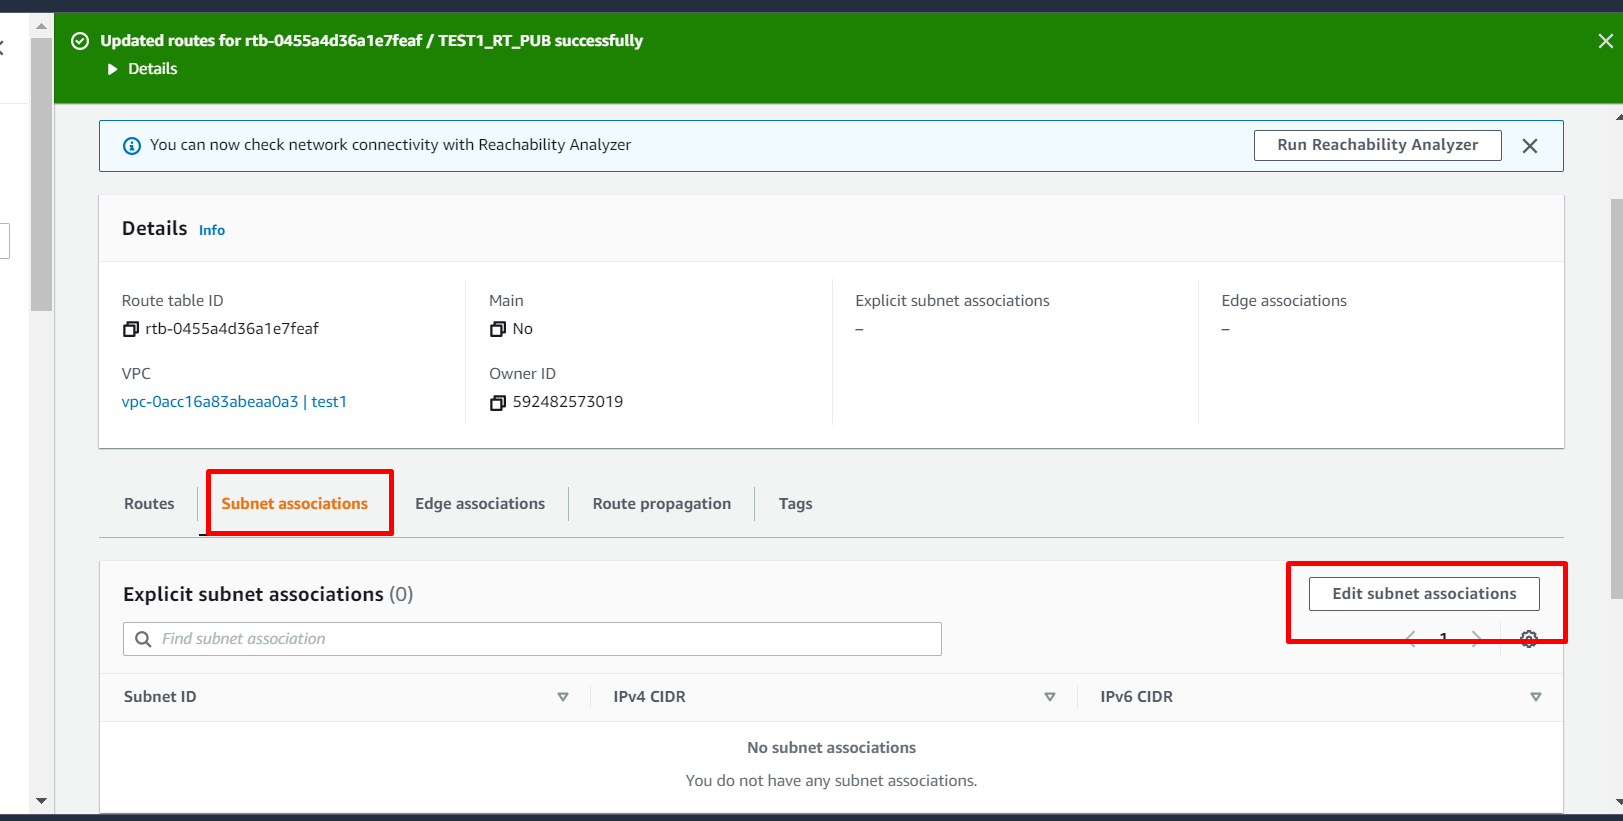 Updated routes for rtb-0455a4d36a1e7feaf / TEST1_RT_PUB successfully
Details
You can now check network connectivity with Reachability Analyzer
Run Reachability Analyzer
Details Info
Route table ID
rtb-0455a4d36a1e7feaf
Main
No
Explicit subnet associations
–
Edge associations
–
VPC
vpc-0acc16a83abeaa0a3 | test1
Owner ID
592482573019
Routes
Subnet associations
Edge associations
Route propagation
Tags
Explicit subnet associations (0)
Edit subnet associations
Find subnet association
1
Subnet ID
IPv4 CIDR
IPv6 CIDR
No subnet associations
You do not have any subnet associations.